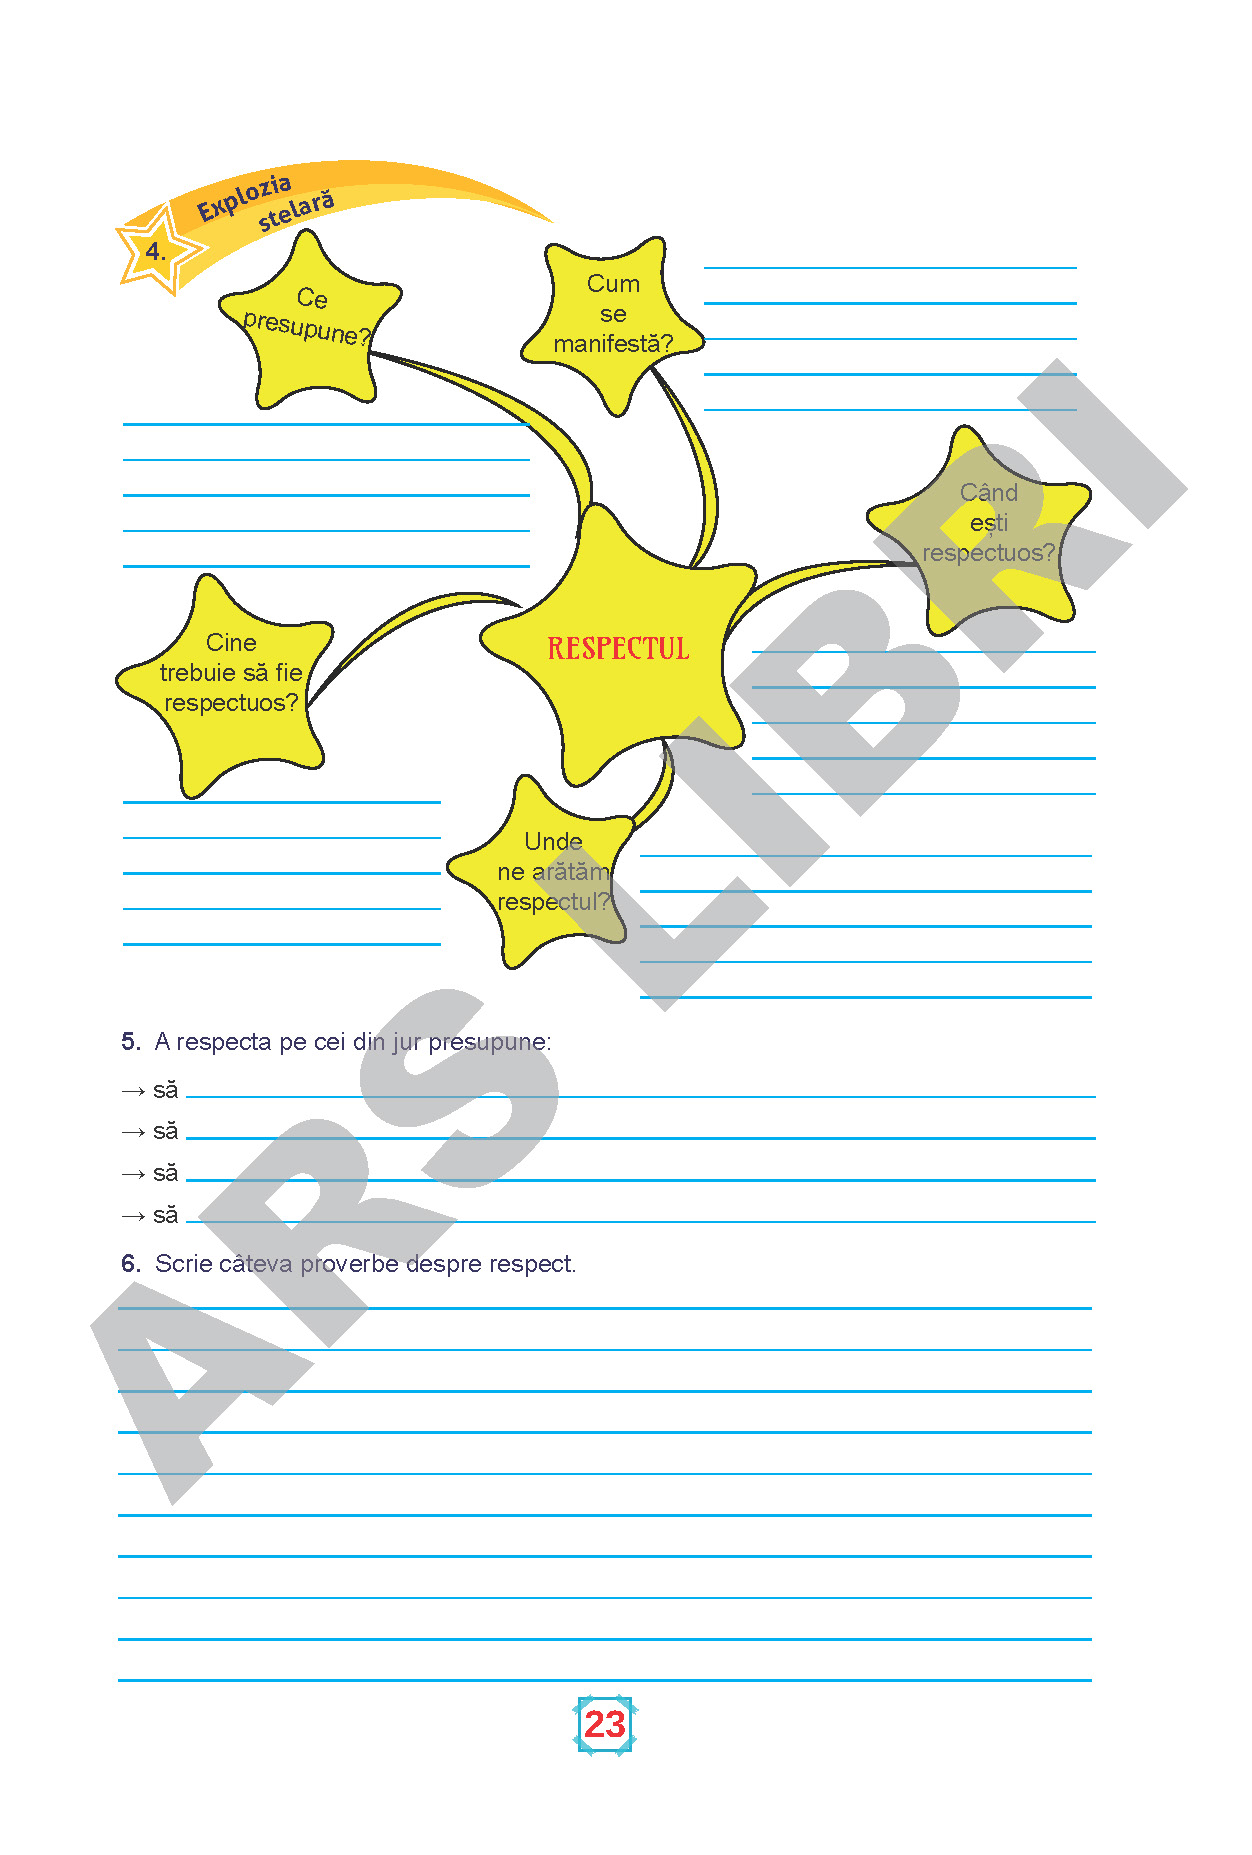 Explozia
stelară
4.
Ce
presupune?
Cum
se
manifestă?
Când
ești
respectuos?
Cine
trebuie să fie
respectuos?
RESPECTUL
Unde
ne arătăm
respectul?
5. A respecta pe cei din jur presupune:
→ să
→ să
→ să
→ să
6. Scrie câteva proverbe despre respect.
ARS LIBRI
23